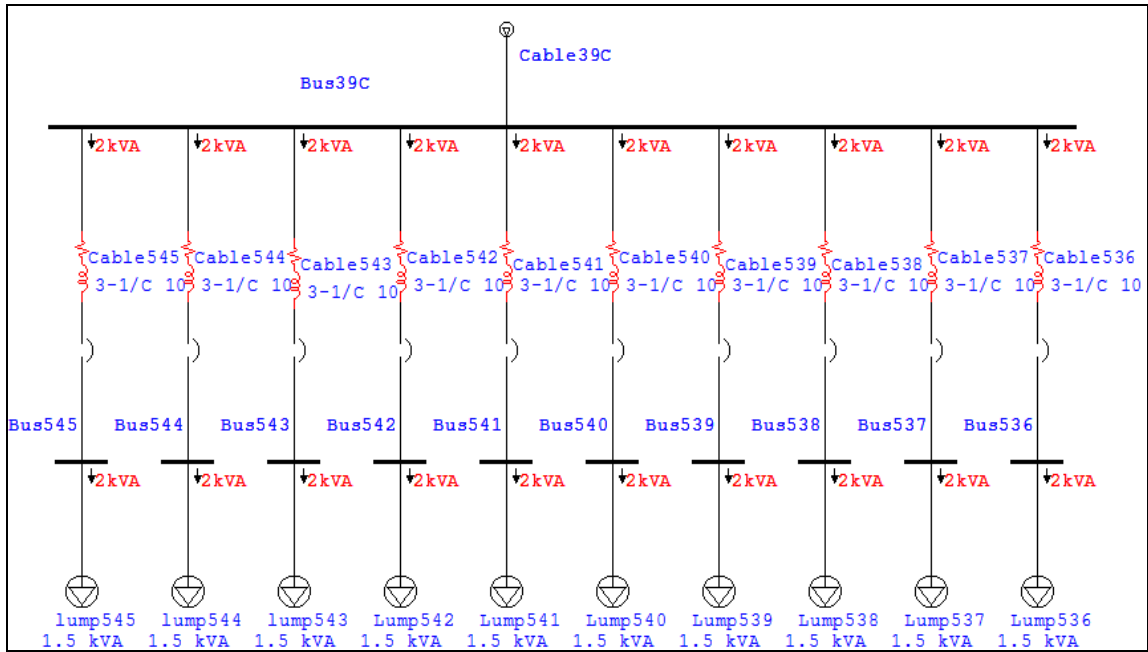 Cable39C
Bus39C
2kVA 2kVA 2kVA 2kVA 2kVA 2kVA 2kVA 2kVA 2kVA 2kVA
Cable545 Cable544 Cable543 Cable542 Cable541 Cable540 Cable539 Cable538 Cable537 Cable536
3-1/C 10 3-1/C 10 3-1/C 10 3-1/C 10 3-1/C 10 3-1/C 10 3-1/C 10 3-1/C 10 3-1/C 10 3-1/C 10
Bus545 Bus544 Bus543 Bus542 Bus541 Bus540 Bus539 Bus538 Bus537 Bus536
2kVA 2kVA 2kVA 2kVA 2kVA 2kVA 2kVA 2kVA 2kVA 2kVA
lump545 lump544 lump543 Lump542 Lump541 Lump540 Lump539 Lump538 Lump537 Lump536
1.5 kVA 1.5 kVA 1.5 kVA 1.5 kVA 1.5 kVA 1.5 kVA 1.5 kVA 1.5 kVA 1.5 kVA 1.5 kVA